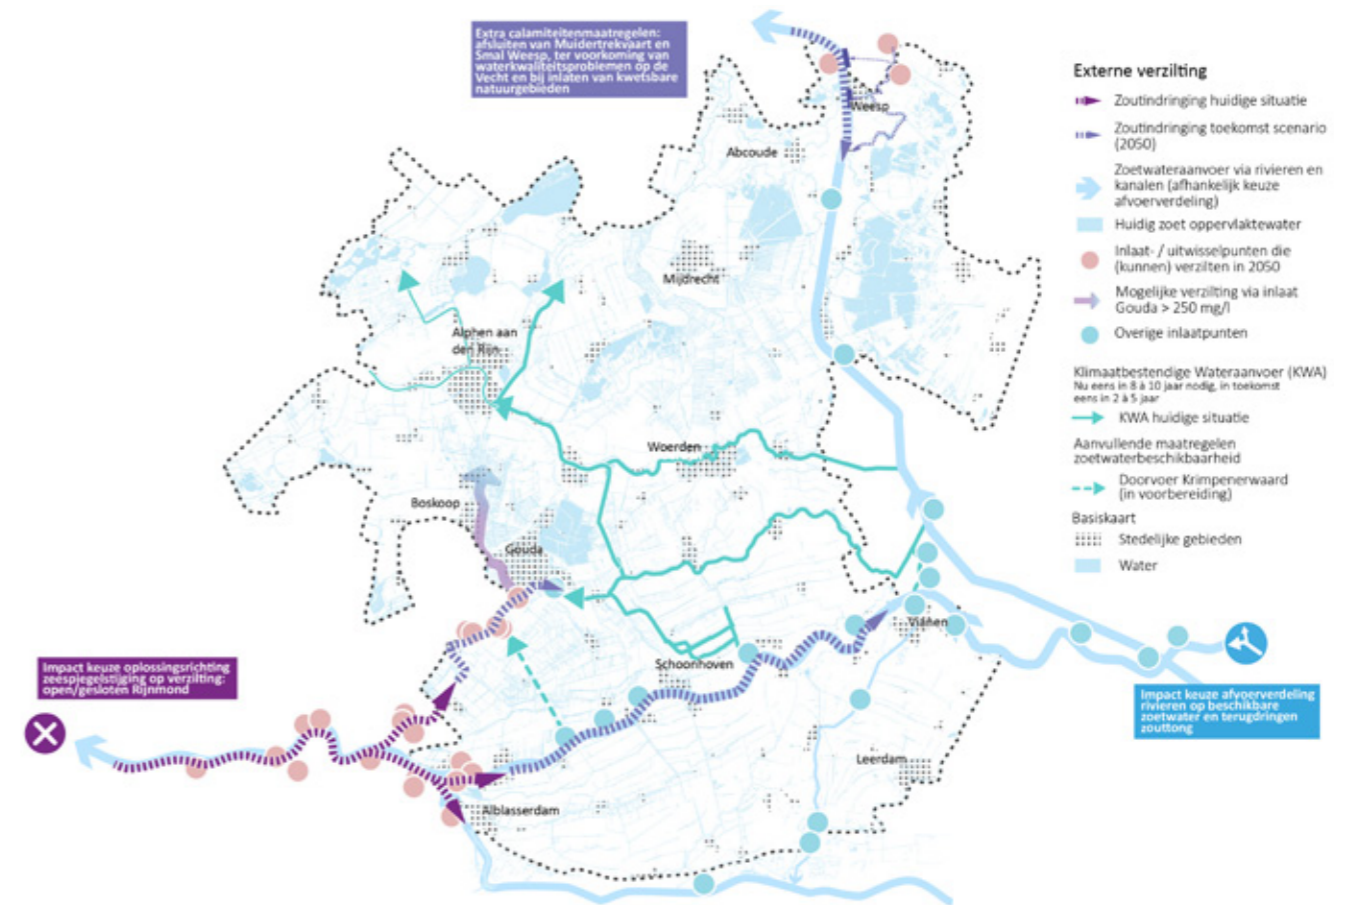 Extra calamiteitenmaatregelen:
afsluiten van Muidertrekvaart en
Smal Weesp, ter voorkoming van
waterkwaliteitsproblemen op de
Vecht en bij inlaten van kwetsbare
natuurgebieden
Weesp
Abcoude
Mijdrecht
Alphen aan
den Rijn
Woerden
Boskoop
Gouda
Vianen
Schoonhoven
Leerdam
Alblasserdam
Impact keuze oplossingsrichting
zeespiegelstijging op verzilting:
open/gesloten Rijnmond
Externe verzilting
Zoutindringing huidige situatie
Zoutindringing toekomst scenario
(2050)
Zoetwateraanvoer via rivieren en
kanalen (afhankelijk keuze
afvoerverdeling)
Huidig zoet oppervlaktewater
Inlaat- / uitwisselpunten die
(kunnen) verzilten in 2050
Mogelijke verzilting via inlaat
Gouda > 250 mg/l
Overige inlaatpunten
Klimaatbestendige Wateraanvoer (KWA)
Nu eens in 8 à 10 jaar nodig, in toekomst
eens in 2 à 5 jaar
KWA huidige situatie
Aanvullende maatregelen
zoetwaterbeschikbaarheid
Doorvoer Krimpenerwaard
(in voorbereiding)
Basiskaart
Stedelijke gebieden
Water
Impact keuze afvoerverdeling
rivieren op beschikbare
zoetwater en terugdringen
zouttong